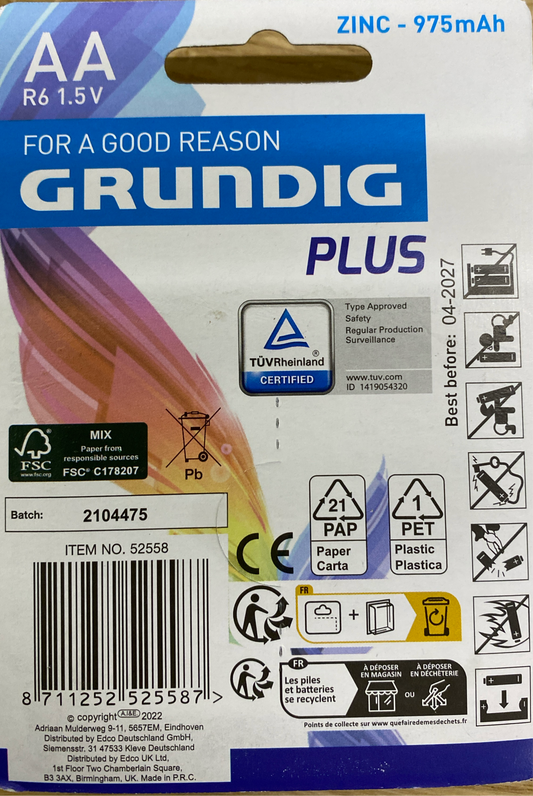 ZINC - 975mAh
AA
R6 1.5V
FOR A GOOD REASON
GRUNDIG
PLUS
Best before: 04-2027
TÜVRheinland®
CERTIFIED
Type Approved
Safety
Regular Production
Surveillance
www.tuv.com
ID 1419054320
FSC
www.fsc.org
MIX
Paper from
responsible sources
FSC® C178207
Pb
Batch: 2104475
ITEM NO. 52558
8 711252 525587 >
21
PAP
Paper
Carta
1
PET
Plastic
Plastica
CE
FR
+
FR
Les piles
et batteries
se recyclent
À DÉPOSER
EN MAGASIN
OU
À DÉPOSER
EN DÉCHÈTERIE
Points de collecte sur www.quefairedemesdechets.fr
© copyright A.I.&E 2022
Adriaan Mulderweg 9-11, 5657EM, Eindhoven
Distributed by Edco Deutschland GmbH,
Siemensstr. 31 47533 Kleve Deutschland
Distributed by Edco UK Ltd,
1st Floor Two Chamberlain Square,
B3 3AX, Birmingham, UK. Made in P.R.C.